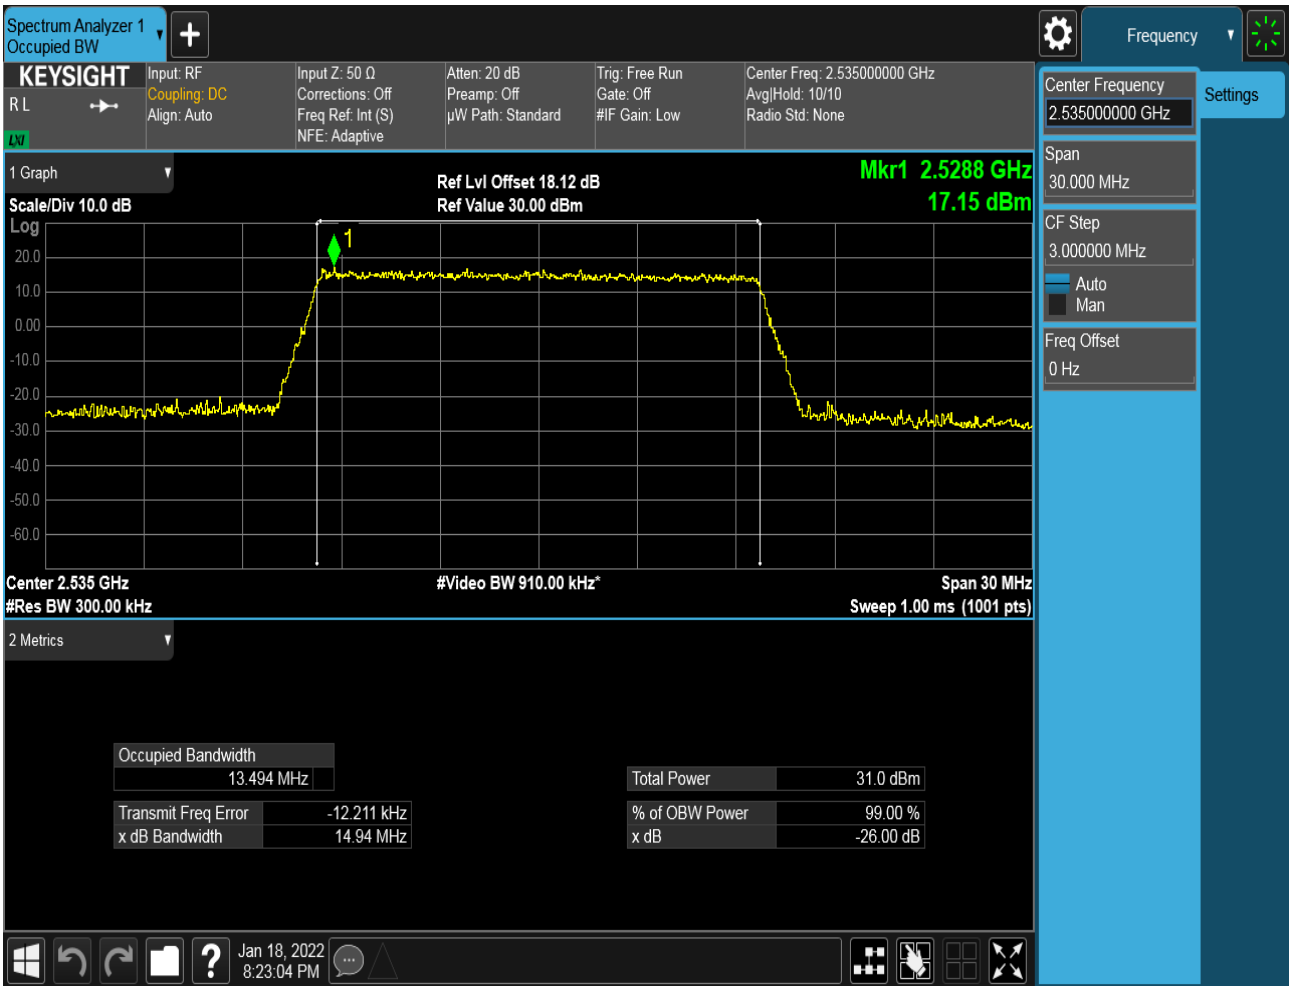 Spectrum Analyzer 1
Occupied BW
Frequency
KEYSIGHT
R L
LXI
Input: RF
Coupling: DC
Align: Auto
Input Z: 50 Ω
Corrections: Off
Freq Ref: Int (S)
NFE: Adaptive
Atten: 20 dB
Preamp: Off
µW Path: Standard
Trig: Free Run
Gate: Off
#IF Gain: Low
Center Freq: 2.535000000 GHz
Avg|Hold: 10/10
Radio Std: None
Center Frequency
2.535000000 GHz
Settings
Span
30.000 MHz
CF Step
3.000000 MHz
Auto
Man
Freq Offset
0 Hz
1 Graph
Scale/Div 10.0 dB
Log
Ref Lvl Offset 18.12 dB
Ref Value 30.00 dBm
Mkr1 2.5288 GHz
17.15 dBm
1
20.0
10.0
0.00
-10.0
-20.0
-30.0
-40.0
-50.0
-60.0
Center 2.535 GHz
#Res BW 300.00 kHz
#Video BW 910.00 kHz*
Span 30 MHz
Sweep 1.00 ms (1001 pts)
2 Metrics
Occupied Bandwidth
13.494 MHz
Transmit Freq Error -12.211 kHz
x dB Bandwidth 14.94 MHz
Total Power 31.0 dBm
% of OBW Power 99.00 %
x dB -26.00 dB
?
Jan 18, 2022
8:23:04 PM